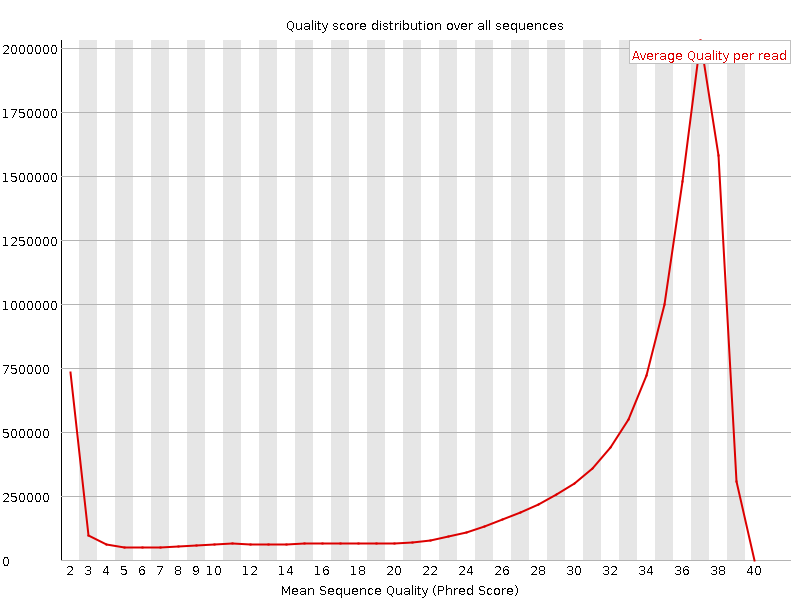 Quality score distribution over all sequences
Average Quality per read
2000000
1750000
1500000
1250000
1000000
750000
500000
250000
0
2 3 4 5 6 7 8 9 10 12 14 16 18 20 22 24 26 28 30 32 34 36 38 40
Mean Sequence Quality (Phred Score)